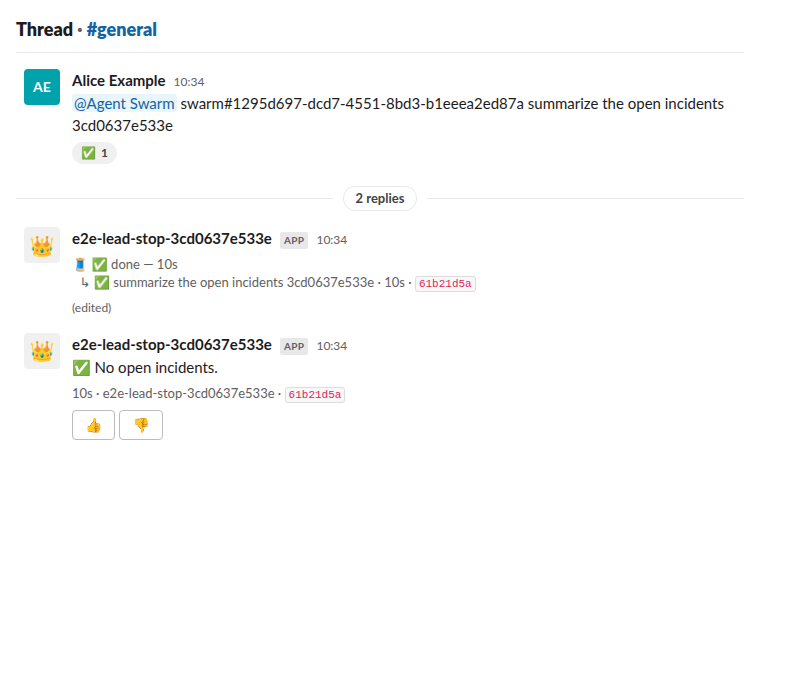 Thread • #general
AE
Alice Example 10:34
@Agent Swarm swarm#1295d697-dcd7-4551-8bd3-b1eeea2ed87a summarize the open incidents
3cd0637e533e
✅ 1
2 replies
e2e-lead-stop-3cd0637e533e APP 10:34
🧵 ✅ done — 10s
↳ ✅ summarize the open incidents 3cd0637e533e · 10s · 61b21d5a
(edited)
e2e-lead-stop-3cd0637e533e APP 10:34
✅ No open incidents.
10s · e2e-lead-stop-3cd0637e533e · 61b21d5a
👍 👎